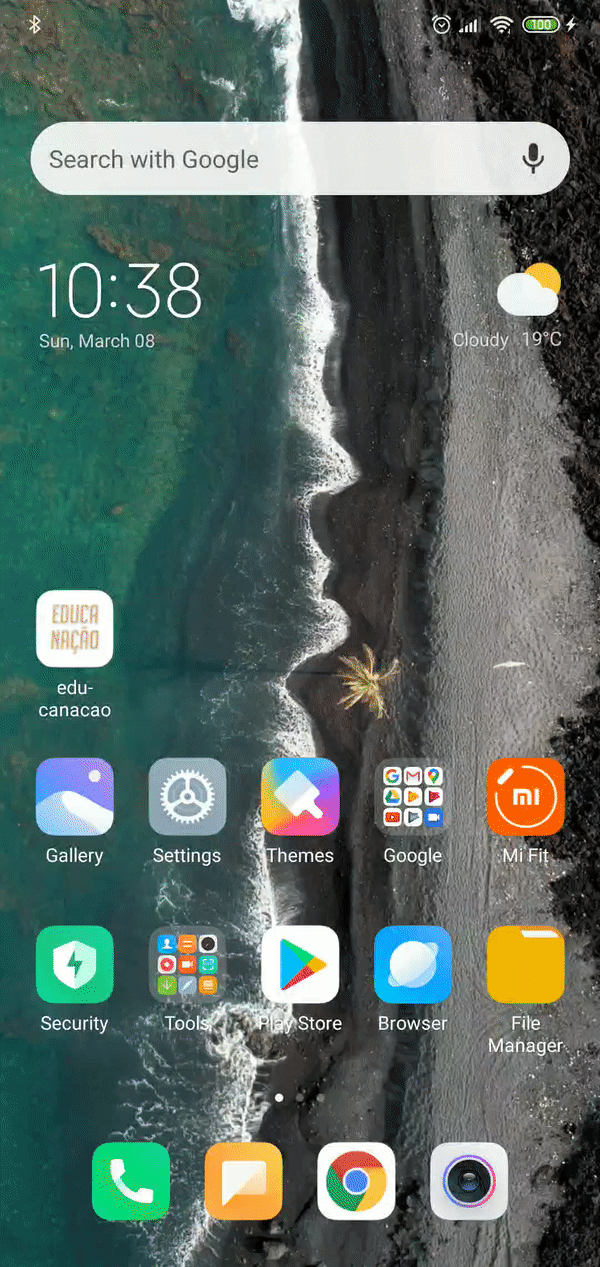 100
Search with Google
10:38
Sun, March 08
Cloudy 19°C
EDUCA
NAÇÃO
edu-
canacao
Gallery
Settings
Themes
Google
MI
Mi Fit
Security
Tools
Play Store
Browser
File
Manager